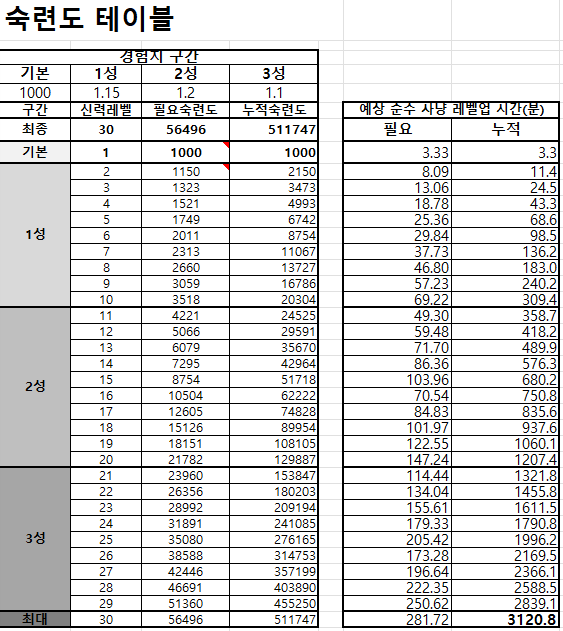 숙련도 테이블
경험치 구간
기본 1성 2성 3성
1000 1.15 1.2 1.1
구간 신력레벨 필요숙련도 누적숙련도 예상 순수 사냥 레벨업 시간(분)
최종 30 56496 511747 필요 누적
기본 1 1000 1000 3.33 3.3
2 1150 2150 8.09 11.4
3 1323 3473 13.06 24.5
4 1521 4993 18.78 43.3
5 1749 6742 25.36 68.6
1성 6 2011 8754 29.84 98.5
7 2313 11067 37.73 136.2
8 2660 13727 46.80 183.0
9 3059 16786 57.23 240.2
10 3518 20304 69.22 309.4
11 4221 24525 49.30 358.7
12 5066 29591 59.48 418.2
13 6079 35670 71.70 489.9
14 7295 42964 86.36 576.3
2성 15 8754 51718 103.96 680.2
16 10504 62222 70.54 750.8
17 12605 74828 84.83 835.6
18 15126 89954 101.97 937.6
19 18151 108105 122.55 1060.1
20 21782 129887 147.24 1207.4
21 23960 153847 114.44 1321.8
22 26356 180203 134.04 1455.8
23 28992 209194 155.61 1611.5
24 31891 241085 179.33 1790.8
3성 25 35080 276165 205.42 1996.2
26 38588 314753 173.28 2169.5
27 42446 357199 196.64 2366.1
28 46691 403890 222.35 2588.5
29 51360 455250 250.62 2839.1
최대 30 56496 511747 281.72 3120.8